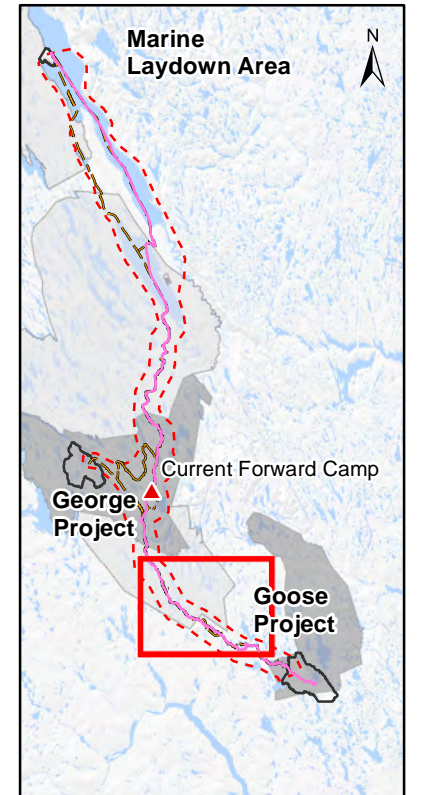 Marine
Laydown Area
N
Current Forward Camp
George
Project
Goose
Project